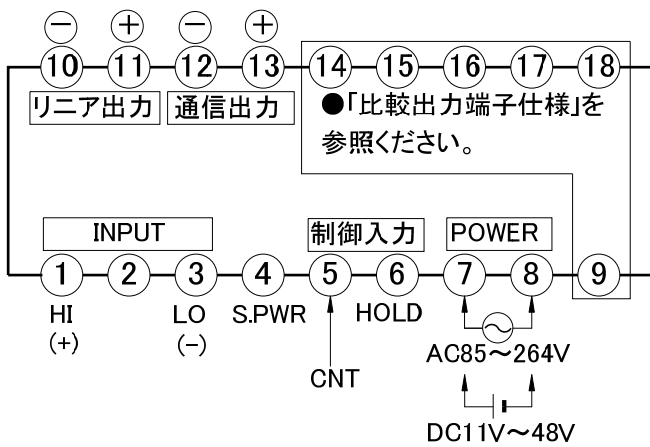 ⊖ ⊕ ⊖ ⊕
10 11 12 13 14 15 16 17 18
リニア出力 通信出力
●「比較出力端子仕様」を
参照ください。
INPUT 制御入力 POWER
1 2 3 4 5 6 7 8 9
HI LO S.PWR HOLD
(+) (-)
CNT
AC85～264V
DC11V～48V